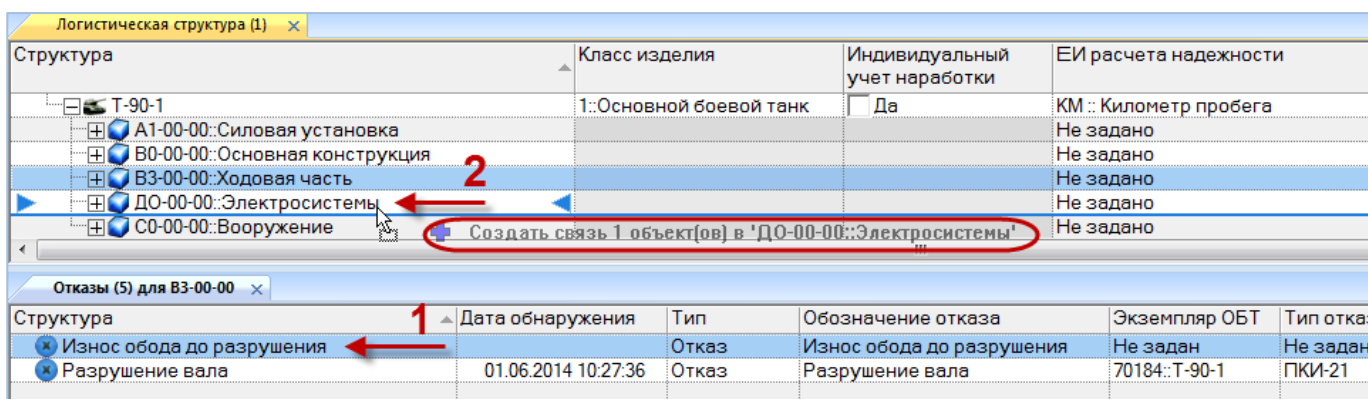 Логистическая структура (1)
Структура Класс изделия Индивидуальный учет наработки ЕИ расчета надежности
Т-90-1 1::Основной боевой танк Да КМ :: Километр пробега
А1-00-00::Силовая установка Не задано
В0-00-00::Основная конструкция Не задано
В3-00-00::Ходовая часть Не задано
2
ДО-00-00::Электросистемы Не задано
С0-00-00::Вооружение Не задано
Создать связь 1 объект(ов) в 'ДО-00-00::Электросистемы'
Отказы (5) для В3-00-00
Структура Дата обнаружения Тип Обозначение отказа Экземпляр ОБТ Тип отка
1
Износ обода до разрушения Отказ Износ обода до разрушения Не задан Не задан
Разрушение вала 01.06.2014 10:27:36 Отказ Разрушение вала 70184::Т-90-1 ПКИ-21